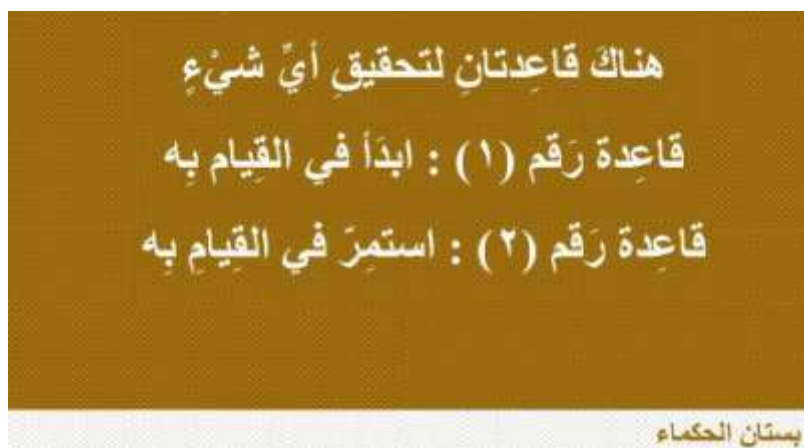 هناكَ قاعِدتانِ لتحقيقِ أيِّ شيْءٍ
قاعِدة رَقم (١) : ابدَأ في القِيام بِه
قاعِدة رَقم (٢) : استمِرَ في القِيامِ بِه
بستان الحكماء